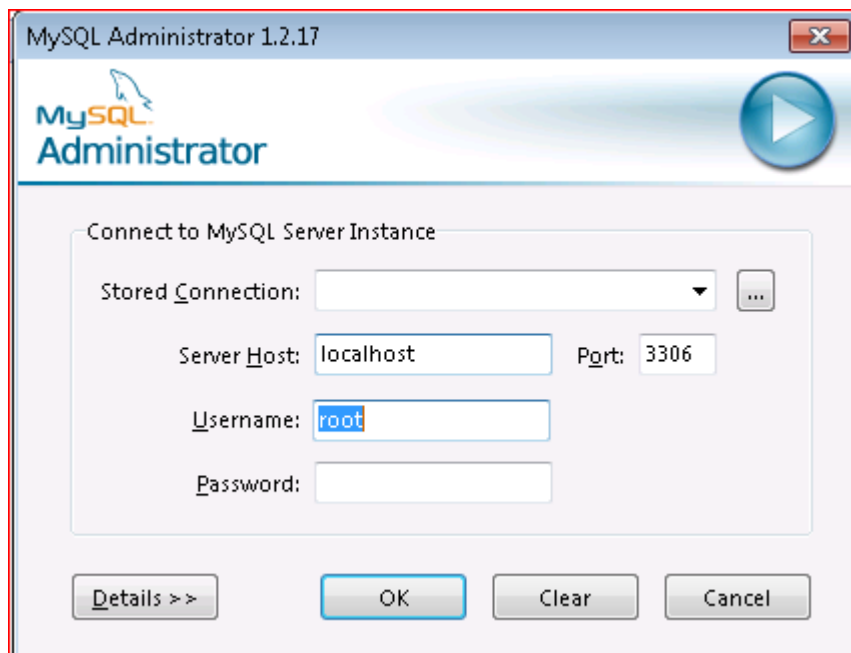 MySQL Administrator 1.2.17
MySQL
Administrator
Connect to MySQL Server Instance
Stored Connection:
...
Server Host: localhost Port: 3306
Username: root
Password:
Details >> OK Clear Cancel